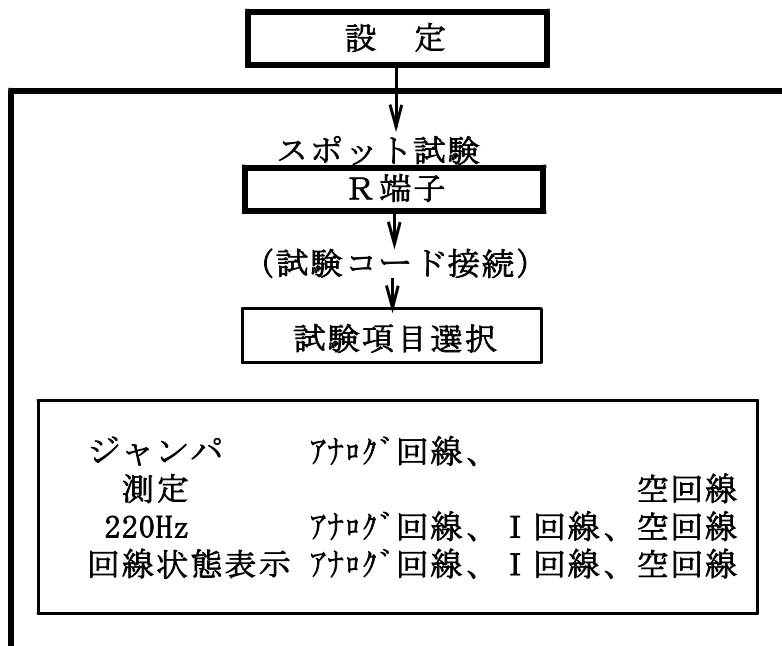 設 定
スポット試験
Ｒ端子
(試験コード接続)
試験項目選択
ジャンパ ｱﾅﾛｸﾞ回線、
測定 空回線
220Hz ｱﾅﾛｸﾞ回線、Ｉ回線、空回線
回線状態表示 ｱﾅﾛｸﾞ回線、Ｉ回線、空回線